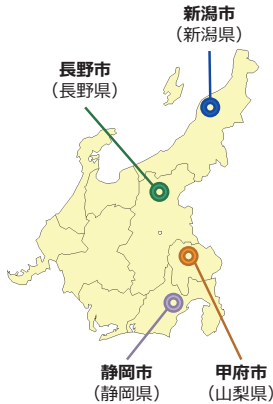 新潟市
（新潟県）
長野市
（長野県）
静岡市
（静岡県）
甲府市
（山梨県）